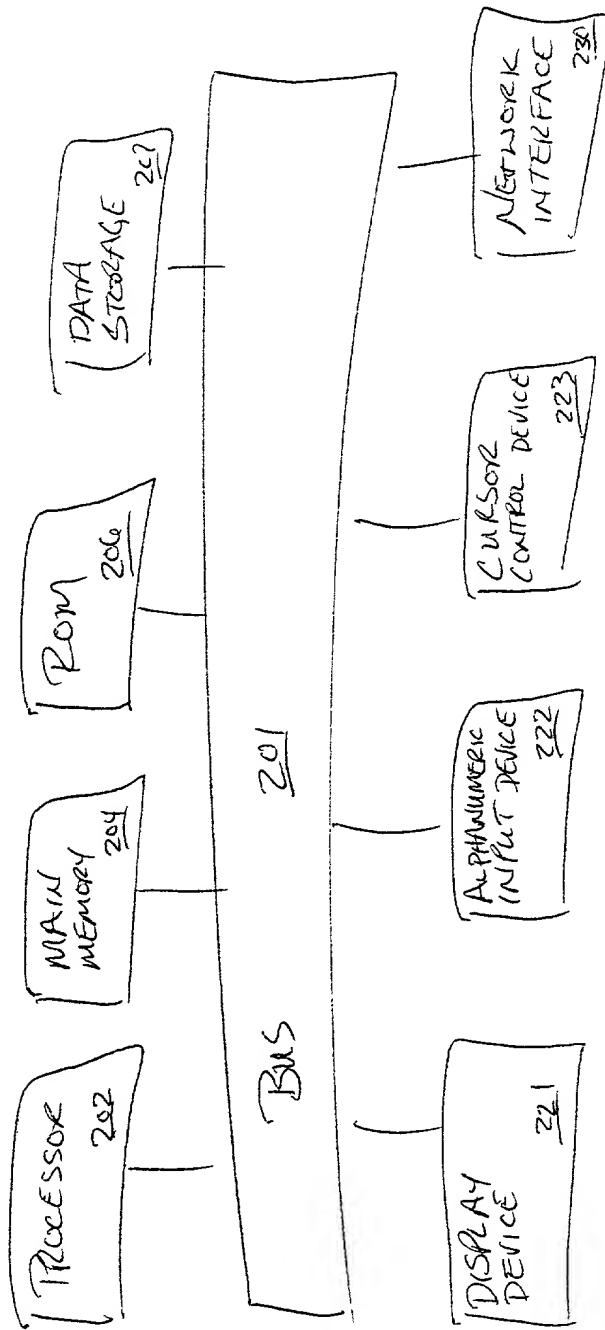 PROCESSOR
202
MAIN
MEMORY
204
ROM
206
DATA
STORAGE
207
BUS
201
DISPLAY
DEVICE
221
ALPHANUMERIC
INPUT DEVICE
222
CURSOR
CONTROL DEVICE
223
NETWORK
INTERFACE
230